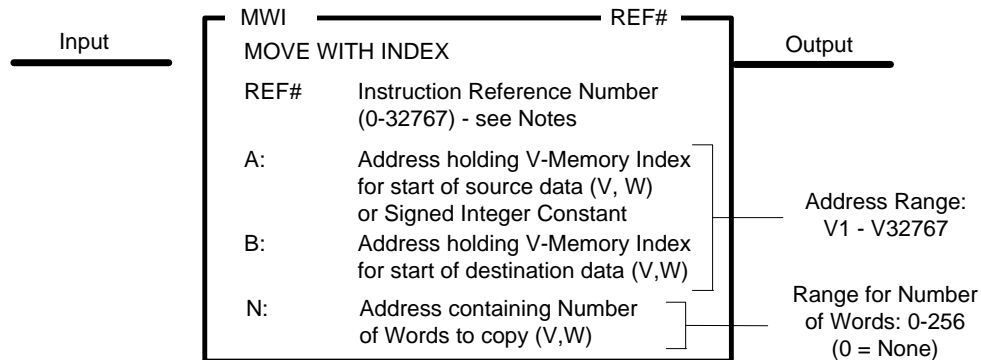 MWI REF#
Input
Output
MOVE WITH INDEX
REF# Instruction Reference Number
(0-32767) - see Notes
A: Address holding V-Memory Index
for start of source data (V, W)
or Signed Integer Constant
B: Address holding V-Memory Index
for start of destination data (V,W)
Address Range:
V1 - V32767
N: Address containing Number
of Words to copy (V,W)
Range for Number
of Words: 0-256
(0 = None)